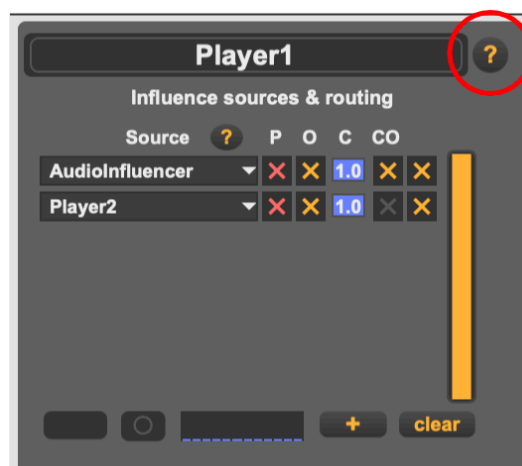 Player1 ?
Influence sources & routing
Source ? P O C CO
AudioInfluencer 1.0
Player2 1.0
+ clear